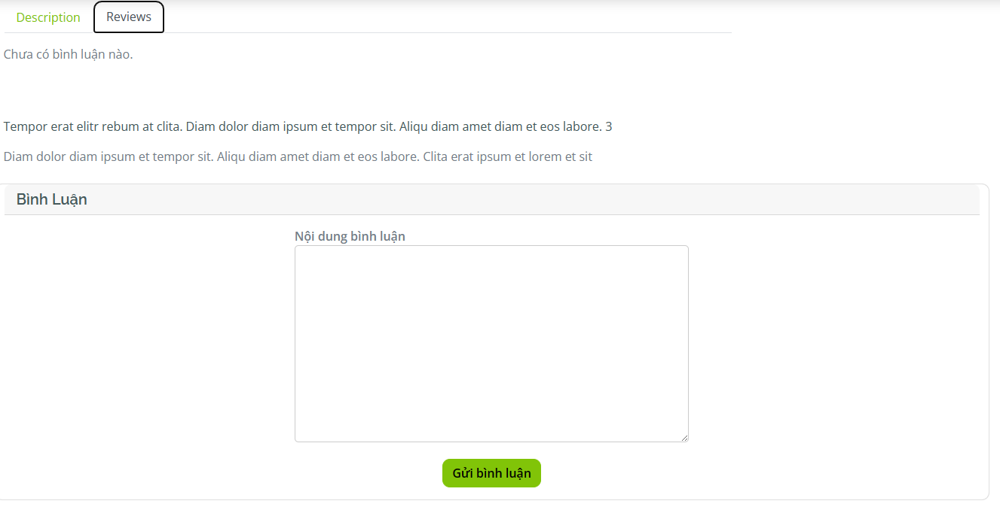 Description Reviews
Chưa có bình luận nào.
Tempor erat elitr rebum at clita. Diam dolor diam ipsum et tempor sit. Aliqu diam amet diam et eos labore. 3
Diam dolor diam ipsum et tempor sit. Aliqu diam amet diam et eos labore. Clita erat ipsum et lorem et sit
Bình Luận
Nội dung bình luận
Gửi bình luận